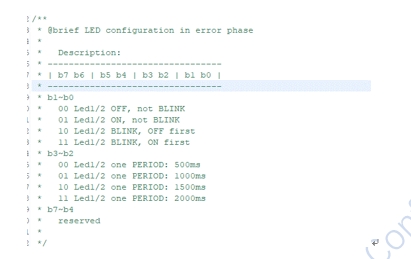 /**
* @brief LED configuration in error phase
*
*   Description:
* --------------------------------
* | b7 b6 | b5 b4 | b3 b2 | b1 b0 |
* --------------------------------
* b1-b0
*   00 Led1/2 OFF, not BLINK
*   01 Led1/2 ON, not BLINK
*   10 Led1/2 BLINK, OFF first
*   11 Led1/2 BLINK, ON first
* b3-b2
*   00 Led1/2 one PERIOD: 500ms
*   01 Led1/2 one PERIOD: 1000ms
*   10 Led1/2 one PERIOD: 1500ms
*   11 Led1/2 one PERIOD: 2000ms
* b7-b4
*   reserved
*
*/